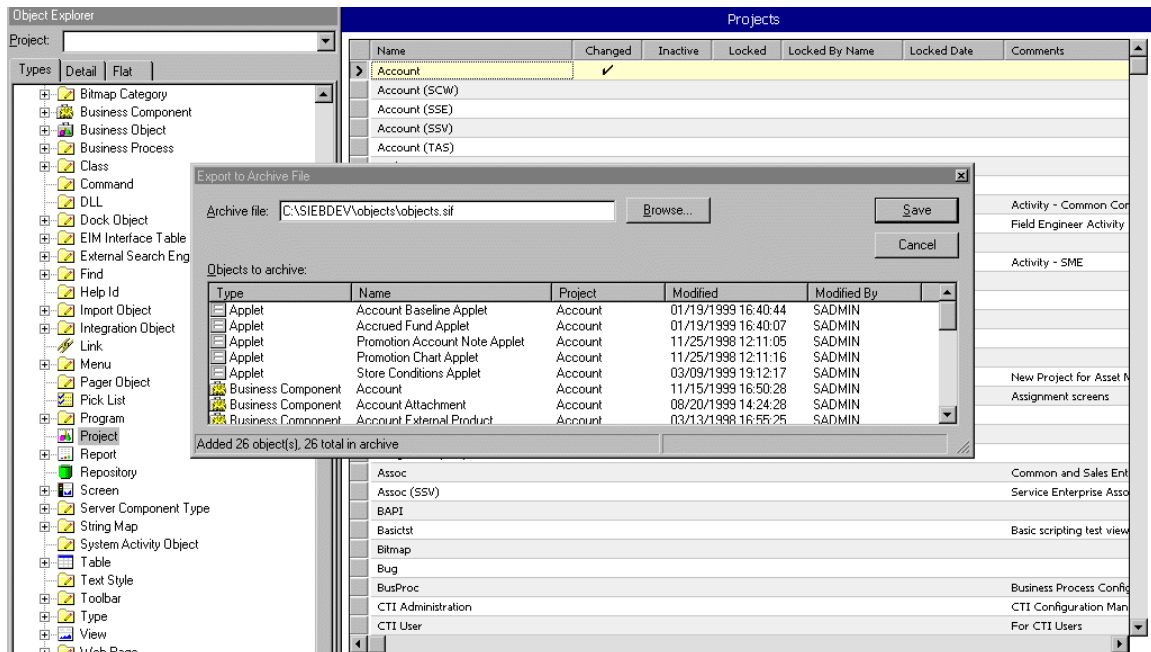 Object Explorer
Project:
Types Detail Flat
Bitmap Category
Business Component
Business Object
Business Process
Class
Command
DLL
Dock Object
EIM Interface Table
External Search Eng
Find
Help Id
Import Object
Integration Object
Link
Menu
Pager Object
Pick List
Program
Project
Report
Repository
Screen
Server Component Type
String Map
System Activity Object
Table
Text Style
Toolbar
Type
View
Web Page
Projects
Name Changed Inactive Locked Locked By Name Locked Date Comments
Account
Account (SCW)
Account (SSE)
Account (SSV)
Account (TAS)
Activity - Common Cor
Field Engineer Activity
Activity - SME
New Project for Asset M
Assignment screens
Export to Archive File
Archive file: C:\SIEBDEV\objects\objects.sif Browse... Save
Cancel
Objects to archive:
Type Name Project Modified Modified By
Applet Account Baseline Applet Account 01/19/1999 16:40:44 SADMIN
Applet Accrued Fund Applet Account 01/19/1999 16:40:07 SADMIN
Applet Promotion Account Note Applet Account 11/25/1998 12:11:05 SADMIN
Applet Promotion Chart Applet Account 11/25/1998 12:11:16 SADMIN
Applet Store Conditions Applet Account 03/09/1999 19:12:17 SADMIN
Business Component Account Account 11/15/1999 16:50:28 SADMIN
Business Component Account Attachment Account 08/20/1999 14:24:28 SADMIN
Business Component Account External Product Account 03/13/1998 16:55:25 SADMIN
Added 26 object(s), 26 total in archive
Assoc Common and Sales Ent
Assoc (SSV) Service Enterprise Asso
BAPI
Basictst Basic scripting test view
Bitmap
Bug
BusProc Business Process Config
CTI Administration CTI Configuration Man
CTI User For CTI Users